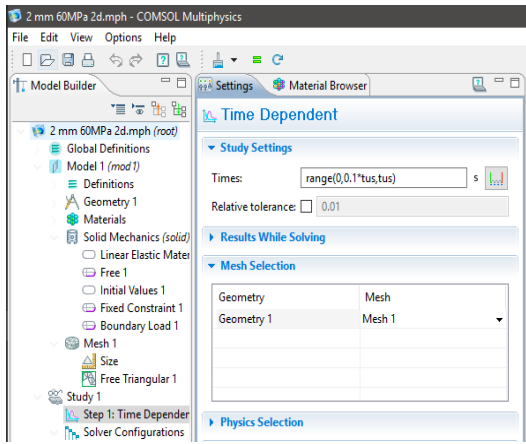 2 mm 60MPa 2d.mph - COMSOL Multiphysics
File Edit View Options Help
Model Builder
2 mm 60MPa 2d.mph (root)
Global Definitions
Model 1 (mod1)
Definitions
Geometry 1
Materials
Solid Mechanics (solid)
Linear Elastic Mater
Free 1
Initial Values 1
Fixed Constraint 1
Boundary Load 1
Mesh 1
Size
Free Triangular 1
Study 1
Step 1: Time Depender
Solver Configurations
Settings Material Browser
Time Dependent
Study Settings
Times: range(0,0.1*tus,tus) s
Relative tolerance: 0.01
Results While Solving
Mesh Selection
Geometry Mesh
Geometry 1 Mesh 1
Physics Selection